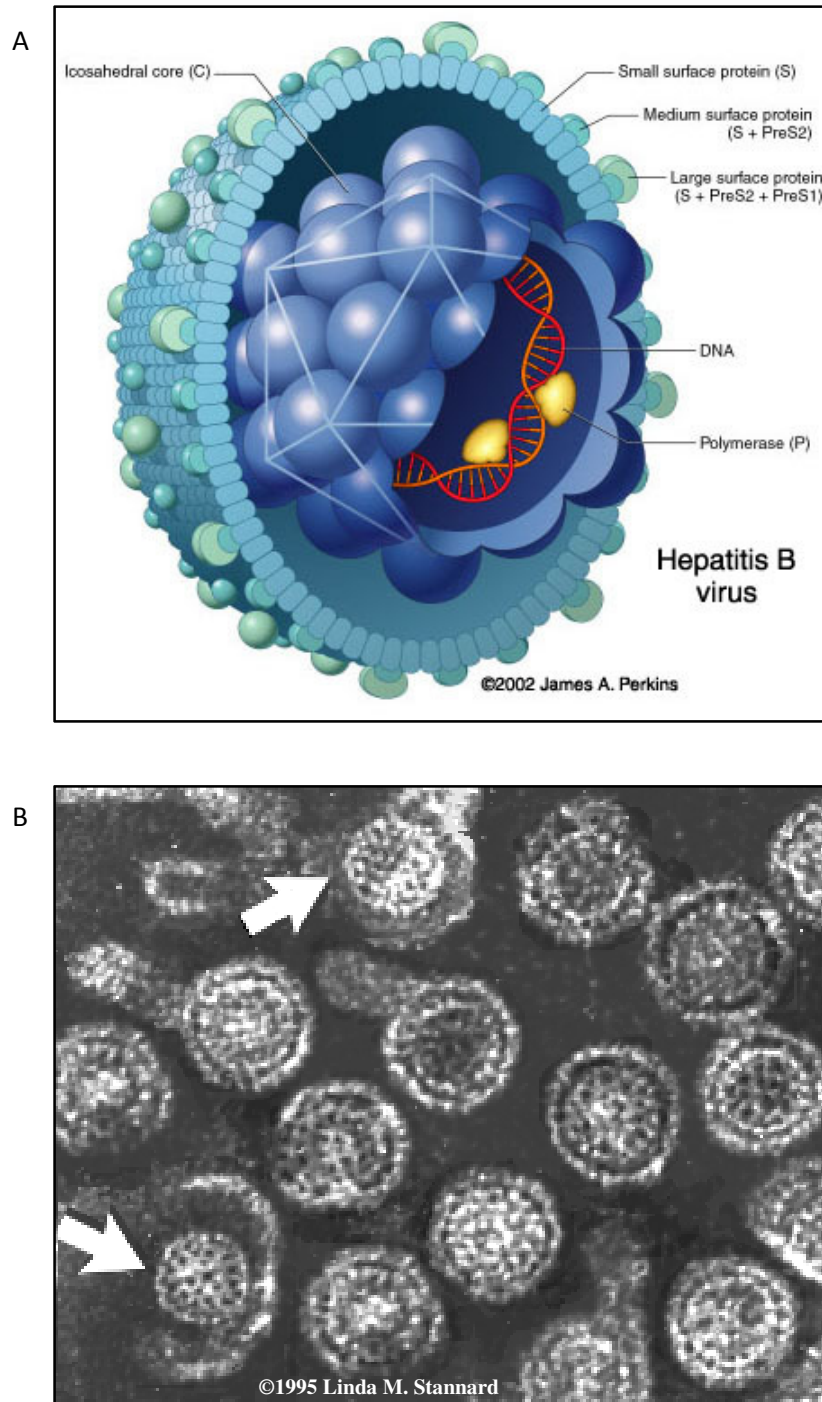 A
Icosahedral core (C)
Small surface protein (S)
Medium surface protein
(S + PreS2)
Large surface protein
(S + PreS2 + PreS1)
DNA
Polymerase (P)
Hepatitis B
virus
©2002 James A. Perkins
B
©1995 Linda M. Stannard